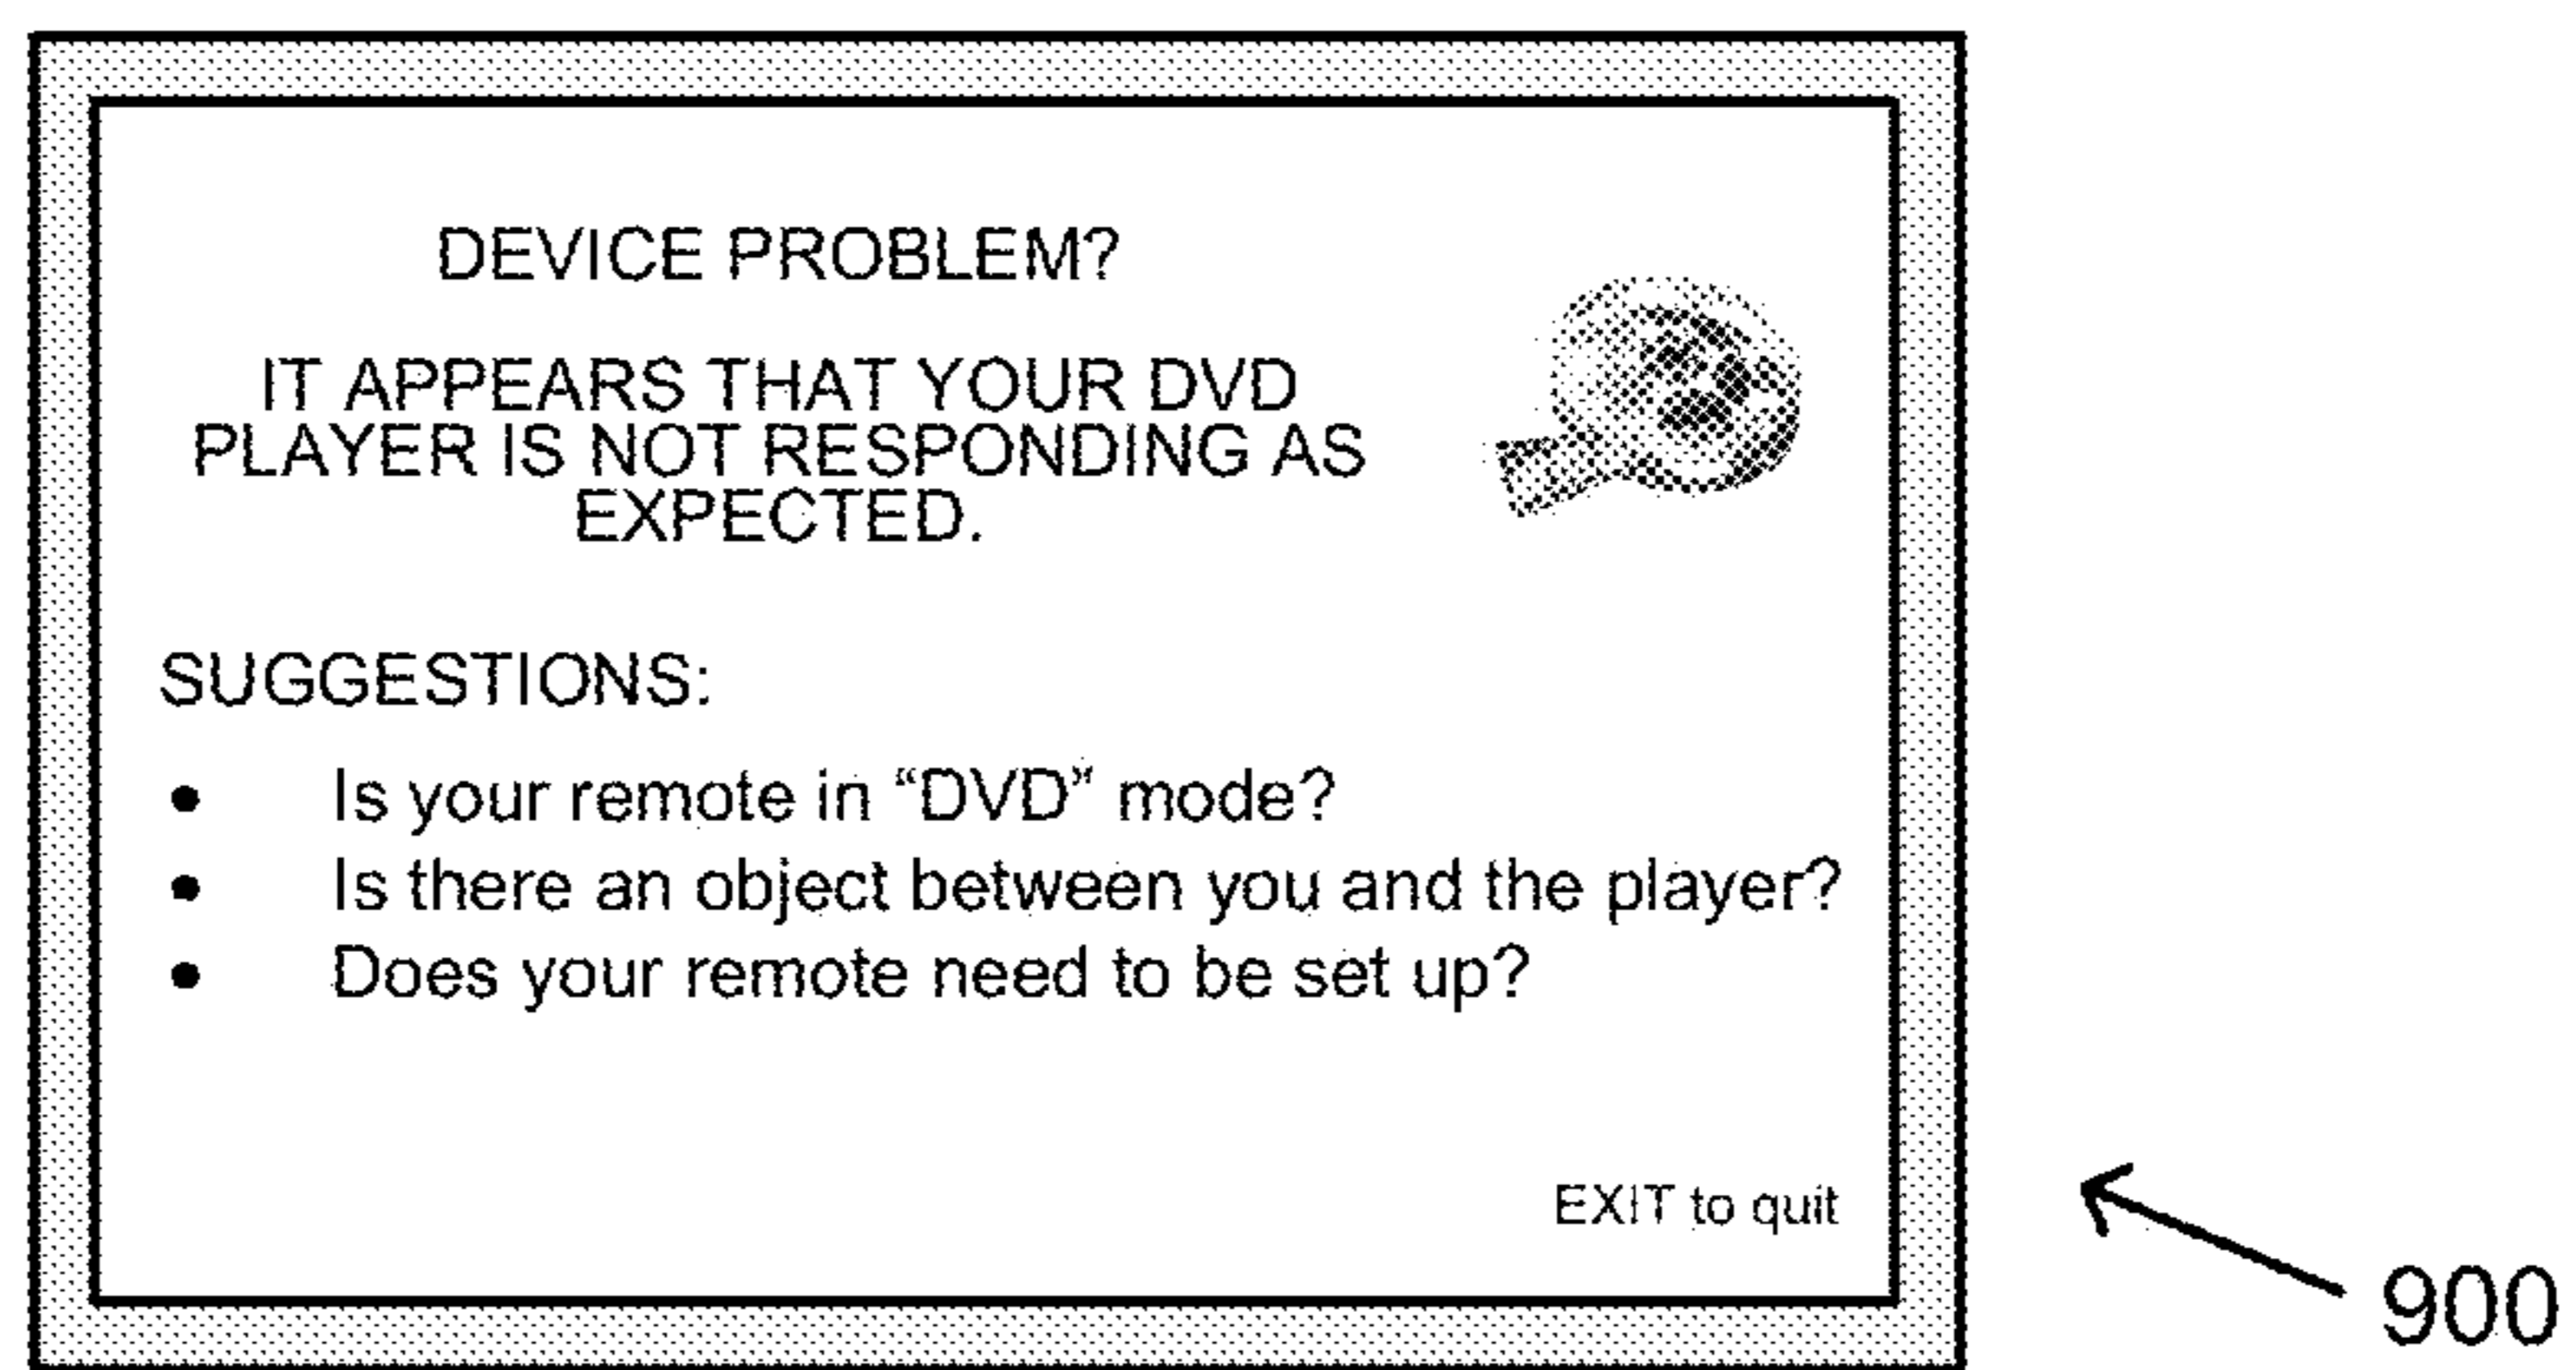 DEVICE PROBLEM?
IT APPEARS THAT YOUR DVD
PLAYER IS NOT RESPONDING AS
EXPECTED.
SUGGESTIONS:
• Is your remote in “DVD” mode?
• Is there an object between you and the player?
• Does your remote need to be set up?
EXIT to quit
900